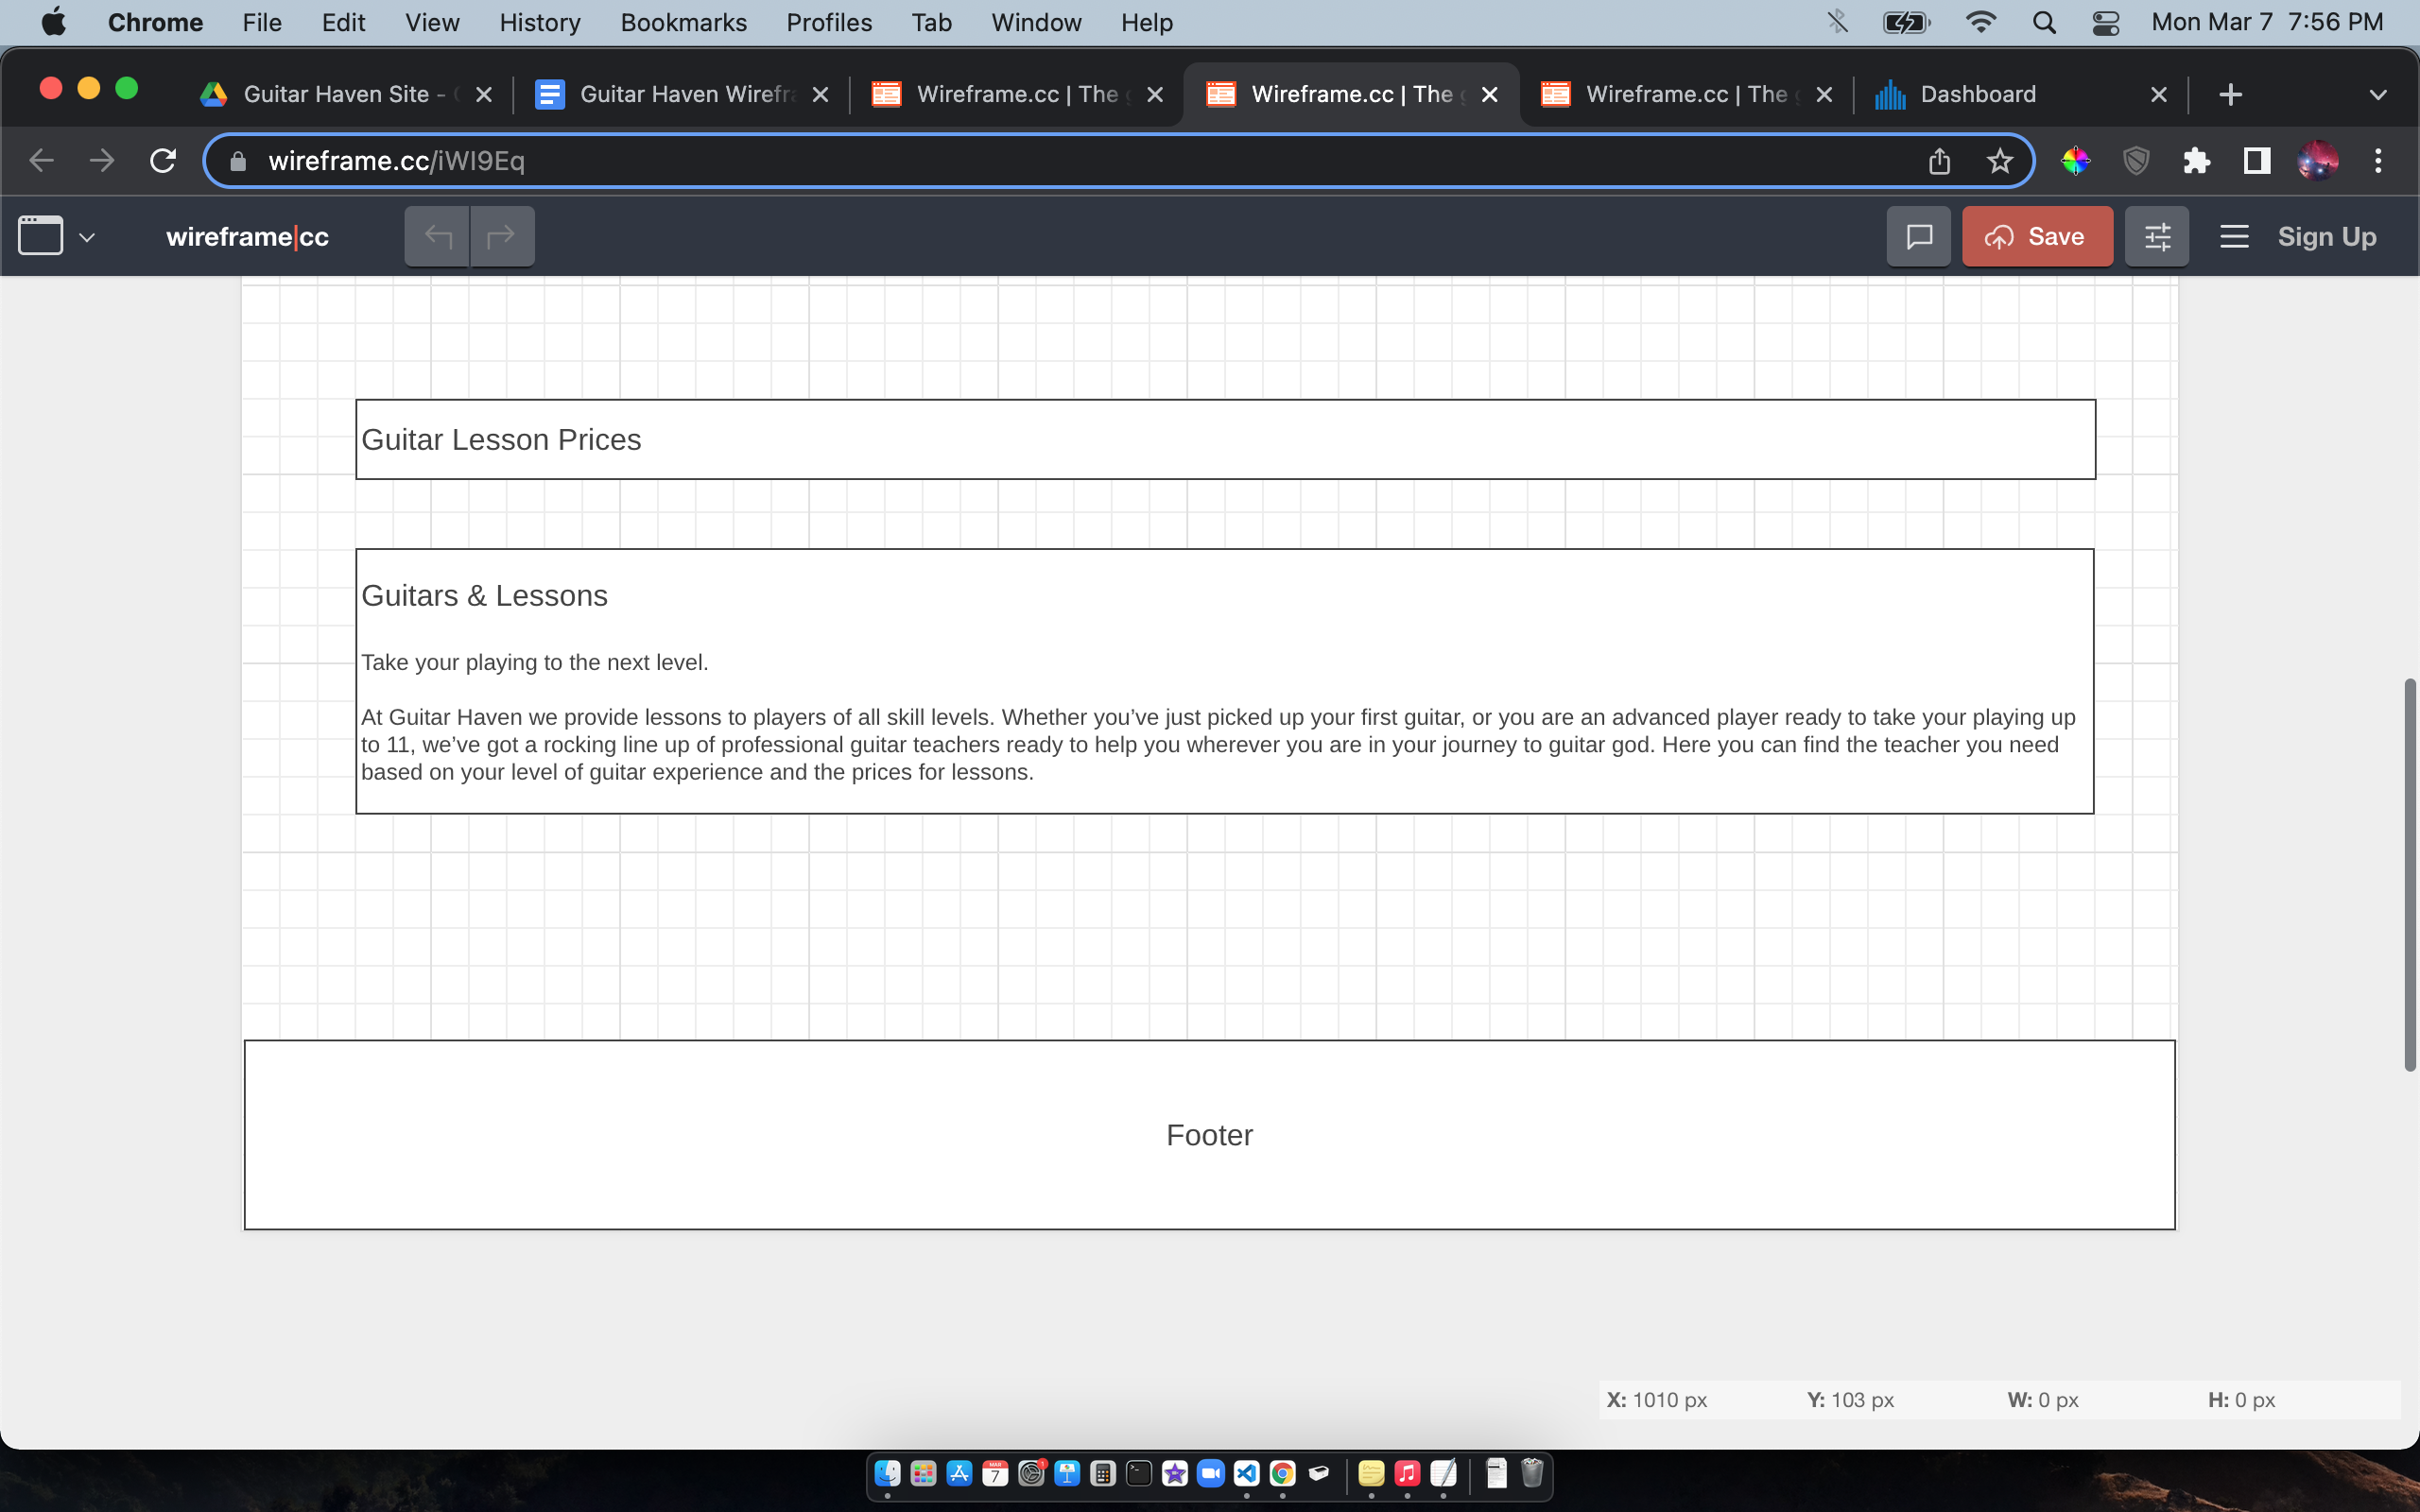 Chrome File Edit View History Bookmarks Profiles Tab Window Help Mon Mar 7 7:56 PM
Guitar Haven Site - Guitar Haven Wirefr Wireframe.cc | The Wireframe.cc | The Wireframe.cc | The Dashboard
wireframe.cc/iWI9Eq
wireframe|cc Save Sign Up
Guitar Lesson Prices
Guitars & Lessons
Take your playing to the next level.
At Guitar Haven we provide lessons to players of all skill levels. Whether you’ve just picked up your first guitar, or you are an advanced player ready to take your playing up
to 11, we’ve got a rocking line up of professional guitar teachers ready to help you wherever you are in your journey to guitar god. Here you can find the teacher you need
based on your level of guitar experience and the prices for lessons.
Footer
X: 1010 px Y: 103 px W: 0 px H: 0 px
MAR
7
1